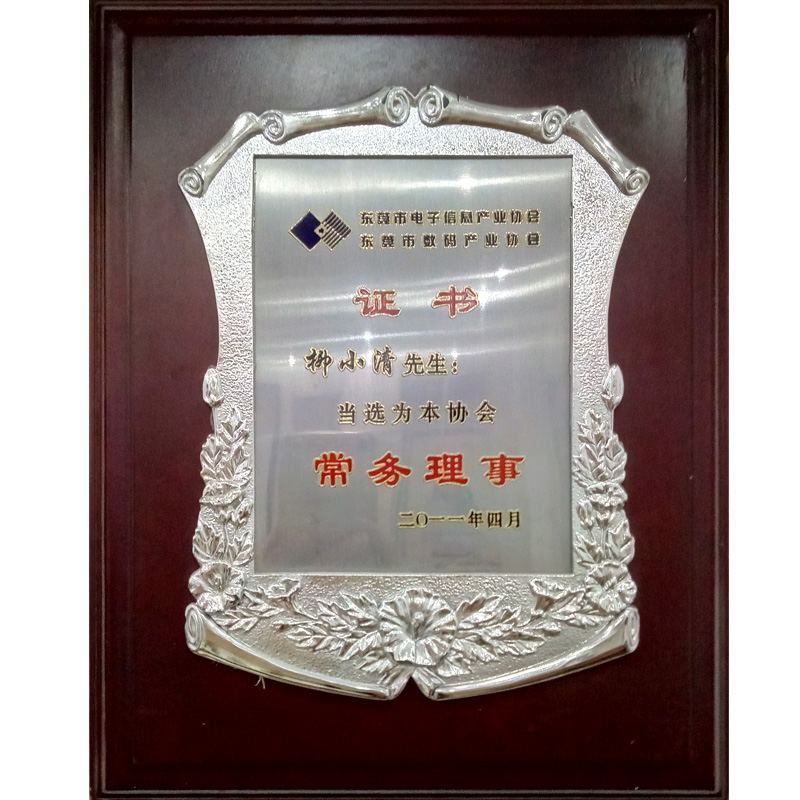 东莞市电子信息产业协会
东莞市数码产业协会
证书
柳小清先生：
当选为本协会
常务理事
二〇一一年四月